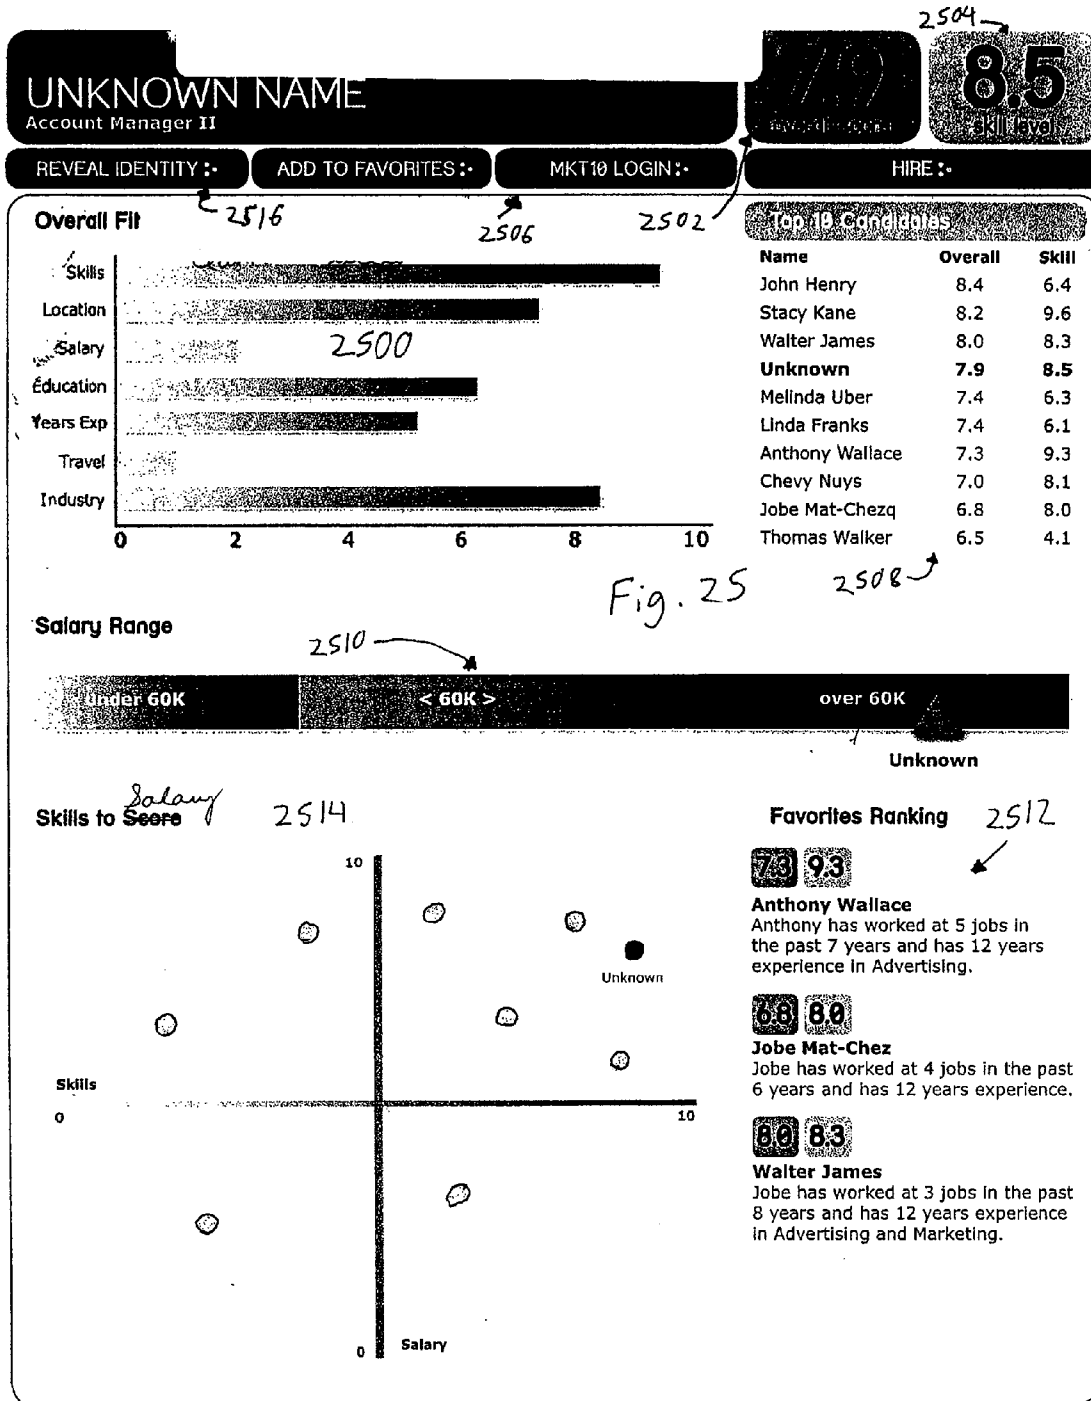 2504
UNKNOWN NAME
Account Manager II
7.9
8.5
skill level
REVEAL IDENTITY
ADD TO FAVORITES
MKT10 LOGIN
HIRE
2516
2506
2502
Overall Fit
Skills
Location
Salary
Education
Years Exp
Travel
Industry
2500
0 2 4 6 8 10
Top 10 Candidates
Name Overall Skill
John Henry 8.4 6.4
Stacy Kane 8.2 9.6
Walter James 8.0 8.3
Unknown 7.9 8.5
Melinda Uber 7.4 6.3
Linda Franks 7.4 6.1
Anthony Wallace 7.3 9.3
Chevy Nuys 7.0 8.1
Jobe Mat-Chezq 6.8 8.0
Thomas Walker 6.5 4.1
Fig. 25
2508
Salary Range
2510
under 60K
< 60K >
over 60K
Unknown
Salary
Skills to Score
2514
10
Unknown
Skills
0
10
0
Salary
Favorites Ranking
2512
7.3 9.3
Anthony Wallace
Anthony has worked at 5 jobs in
the past 7 years and has 12 years
experience in Advertising.
6.8 8.0
Jobe Mat-Chez
Jobe has worked at 4 jobs in the past
6 years and has 12 years experience.
8.0 8.3
Walter James
Jobe has worked at 3 jobs in the past
8 years and has 12 years experience
in Advertising and Marketing.